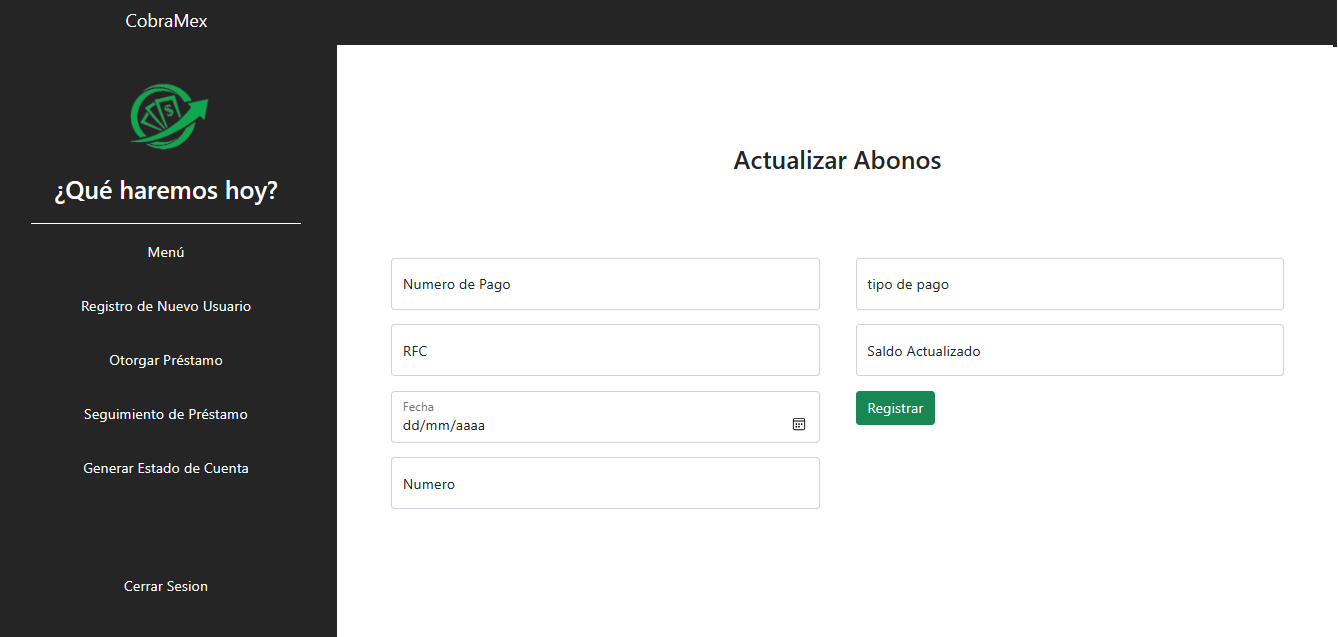 CobraMex
$
¿Qué haremos hoy?
Menú
Registro de Nuevo Usuario
Otorgar Préstamo
Seguimiento de Préstamo
Generar Estado de Cuenta
Cerrar Sesion
Actualizar Abonos
Numero de Pago
tipo de pago
RFC
Saldo Actualizado
Fecha
dd/mm/aaaa
Registrar
Numero